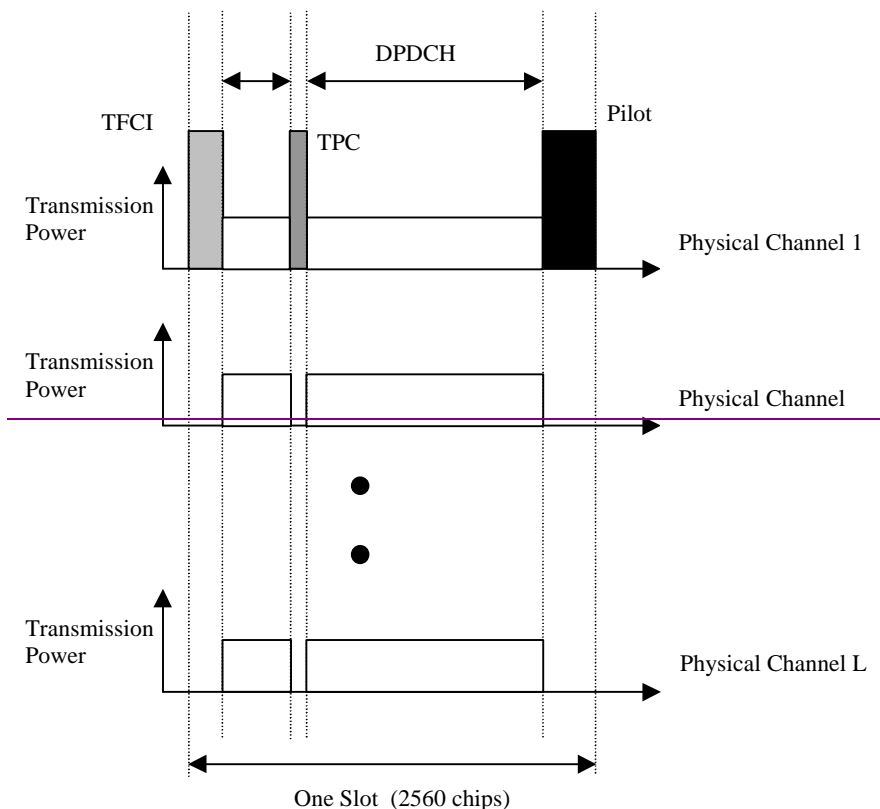 DPDCH
TFCI
TPC
Pilot
Transmission
Power
Physical Channel 1
Transmission
Power
Physical Channel
Transmission
Power
Physical Channel L
One Slot (2560 chips)